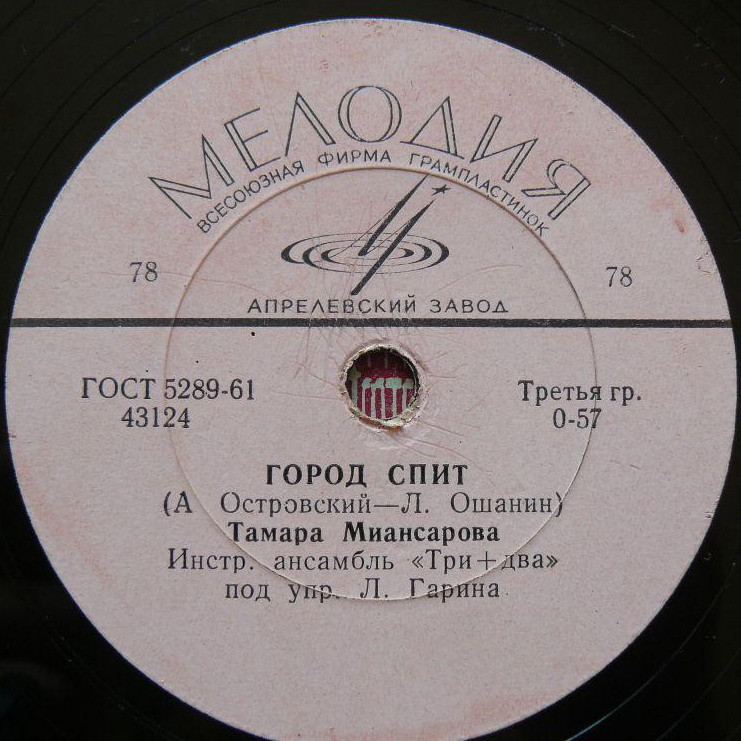 МЕЛОДИЯ
ВСЕСОЮЗНАЯ ФИРМА ГРАМПЛАСТИНОК
78
78
АПРЕЛЕВСКИЙ ЗАВОД
ГОСТ 5289-61
43124
Третья гр.
0-57
ГОРОД СПИТ
(А Островский—Л. Ошанин)
Тамара Миансарова
Инстр. ансамбль «Три+два»
под упр. Л. Гарина